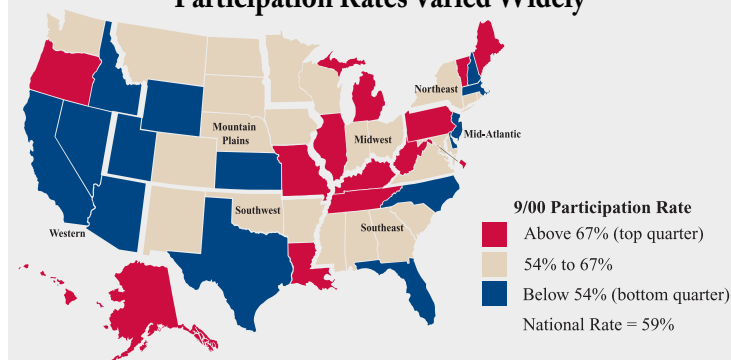 Participation Rates Varied Widely
Northeast
Mountain
Plains
Midwest
Mid-Atlantic
Southwest
Western
Southeast
9/00 Participation Rate
Above 67% (top quarter)
54% to 67%
Below 54% (bottom quarter)
National Rate = 59%